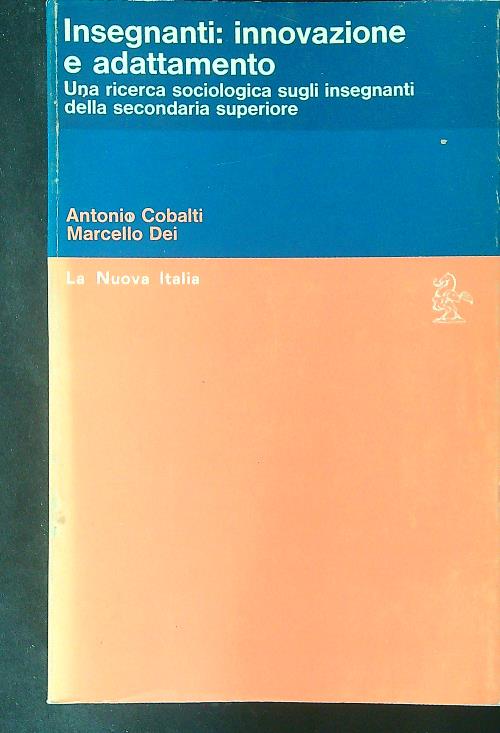 Insegnanti: innovazione
e adattamento
Una ricerca sociologica sugli insegnanti
della secondaria superiore
Antonio Cobalti
Marcello Dei
La Nuova Italia